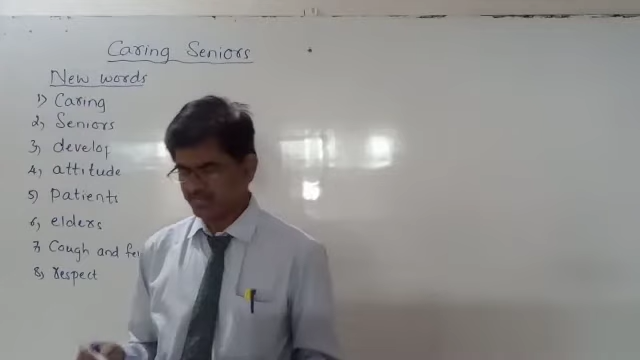 Caring Seniors
New words
1) Caring
2, Seniors
3) develop
4, attitude
5) Patients
6, elders
7, Cough and
8, respect